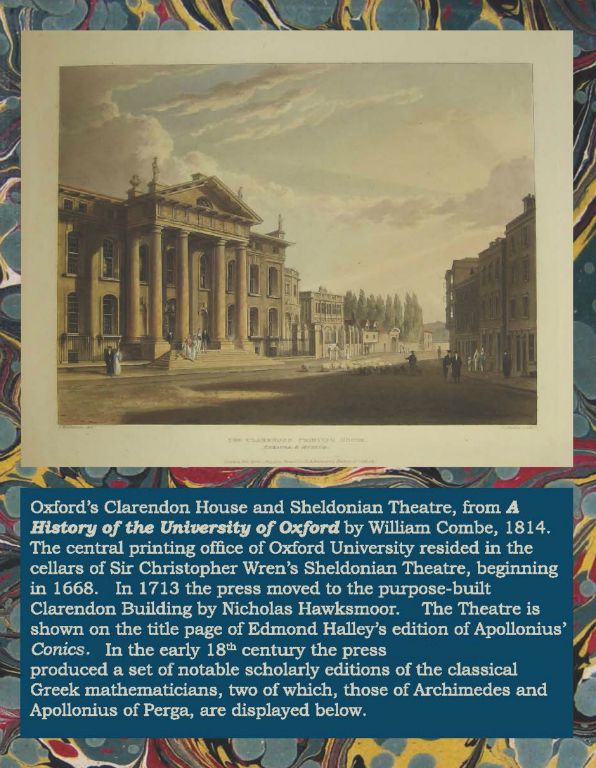 THE CLARENDON PRINTING HOUSE,
THEATRE & MUSEUM.
Oxford's Clarendon House and Sheldonian Theatre, from A
History of the University of Oxford by William Combe, 1814.
The central printing office of Oxford University resided in the
cellars of Sir Christopher Wren's Sheldonian Theatre, beginning
in 1668. In 1713 the press moved to the purpose-built
Clarendon Building by Nicholas Hawksmoor. The Theatre is
shown on the title page of Edmond Halley's edition of Apollonius'
Conics. In the early 18th century the press
produced a set of notable scholarly editions of the classical
Greek mathematicians, two of which, those of Archimedes and
Apollonius of Perga, are displayed below.